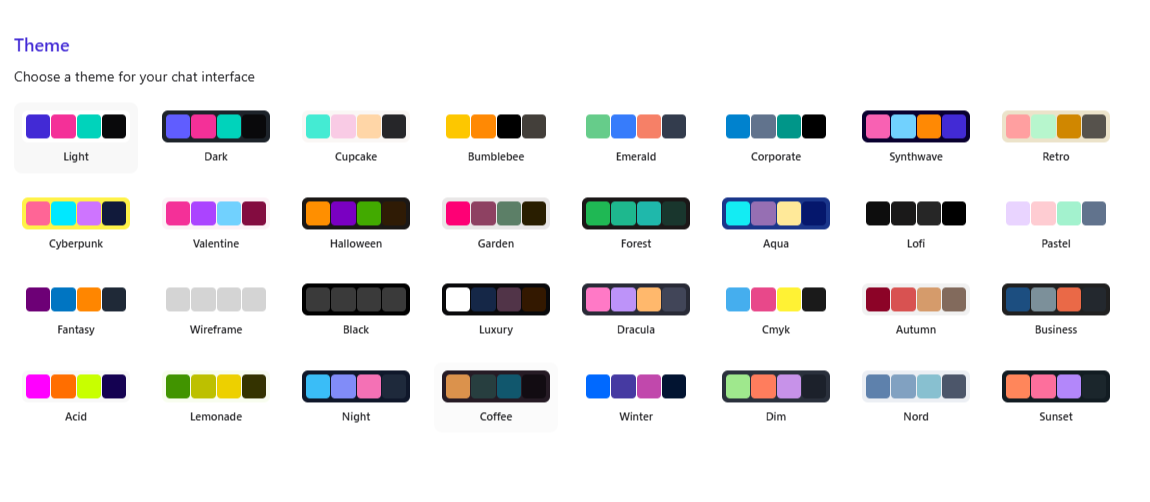 Theme
Choose a theme for your chat interface
Light Dark Cupcake Bumblebee Emerald Corporate Synthwave Retro
Cyberpunk Valentine Halloween Garden Forest Aqua Lofi Pastel
Fantasy Wireframe Black Luxury Dracula Cmyk Autumn Business
Acid Lemonade Night Coffee Winter Dim Nord Sunset